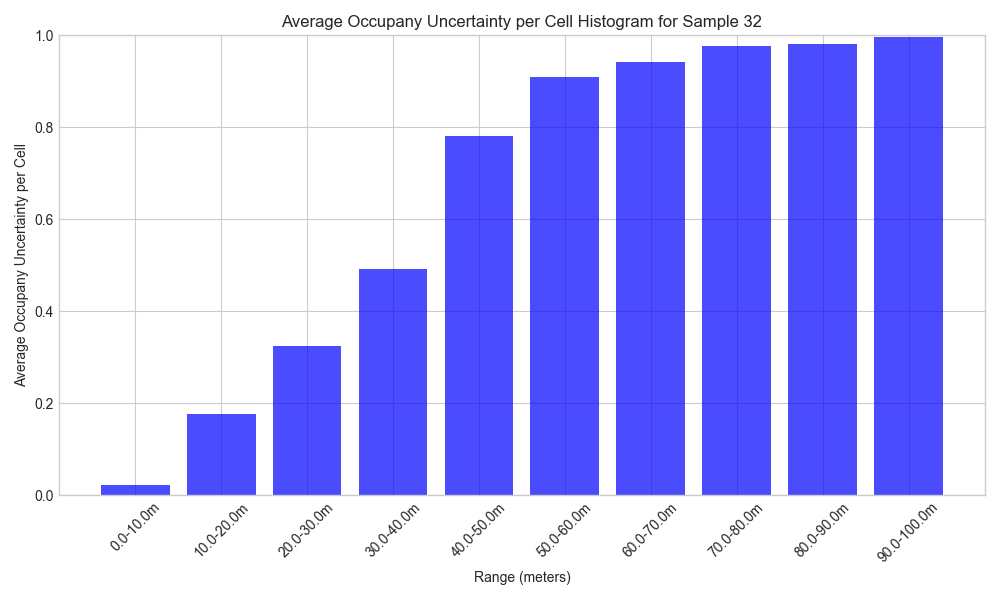 Average Occupany Uncertainty per Cell Histogram for Sample 32
Average Occupany Uncertainty per Cell
1.0
0.8
0.6
0.4
0.2
0.0
0.0-10.0m
10.0-20.0m
20.0-30.0m
30.0-40.0m
40.0-50.0m
50.0-60.0m
60.0-70.0m
70.0-80.0m
80.0-90.0m
90.0-100.0m
Range (meters)